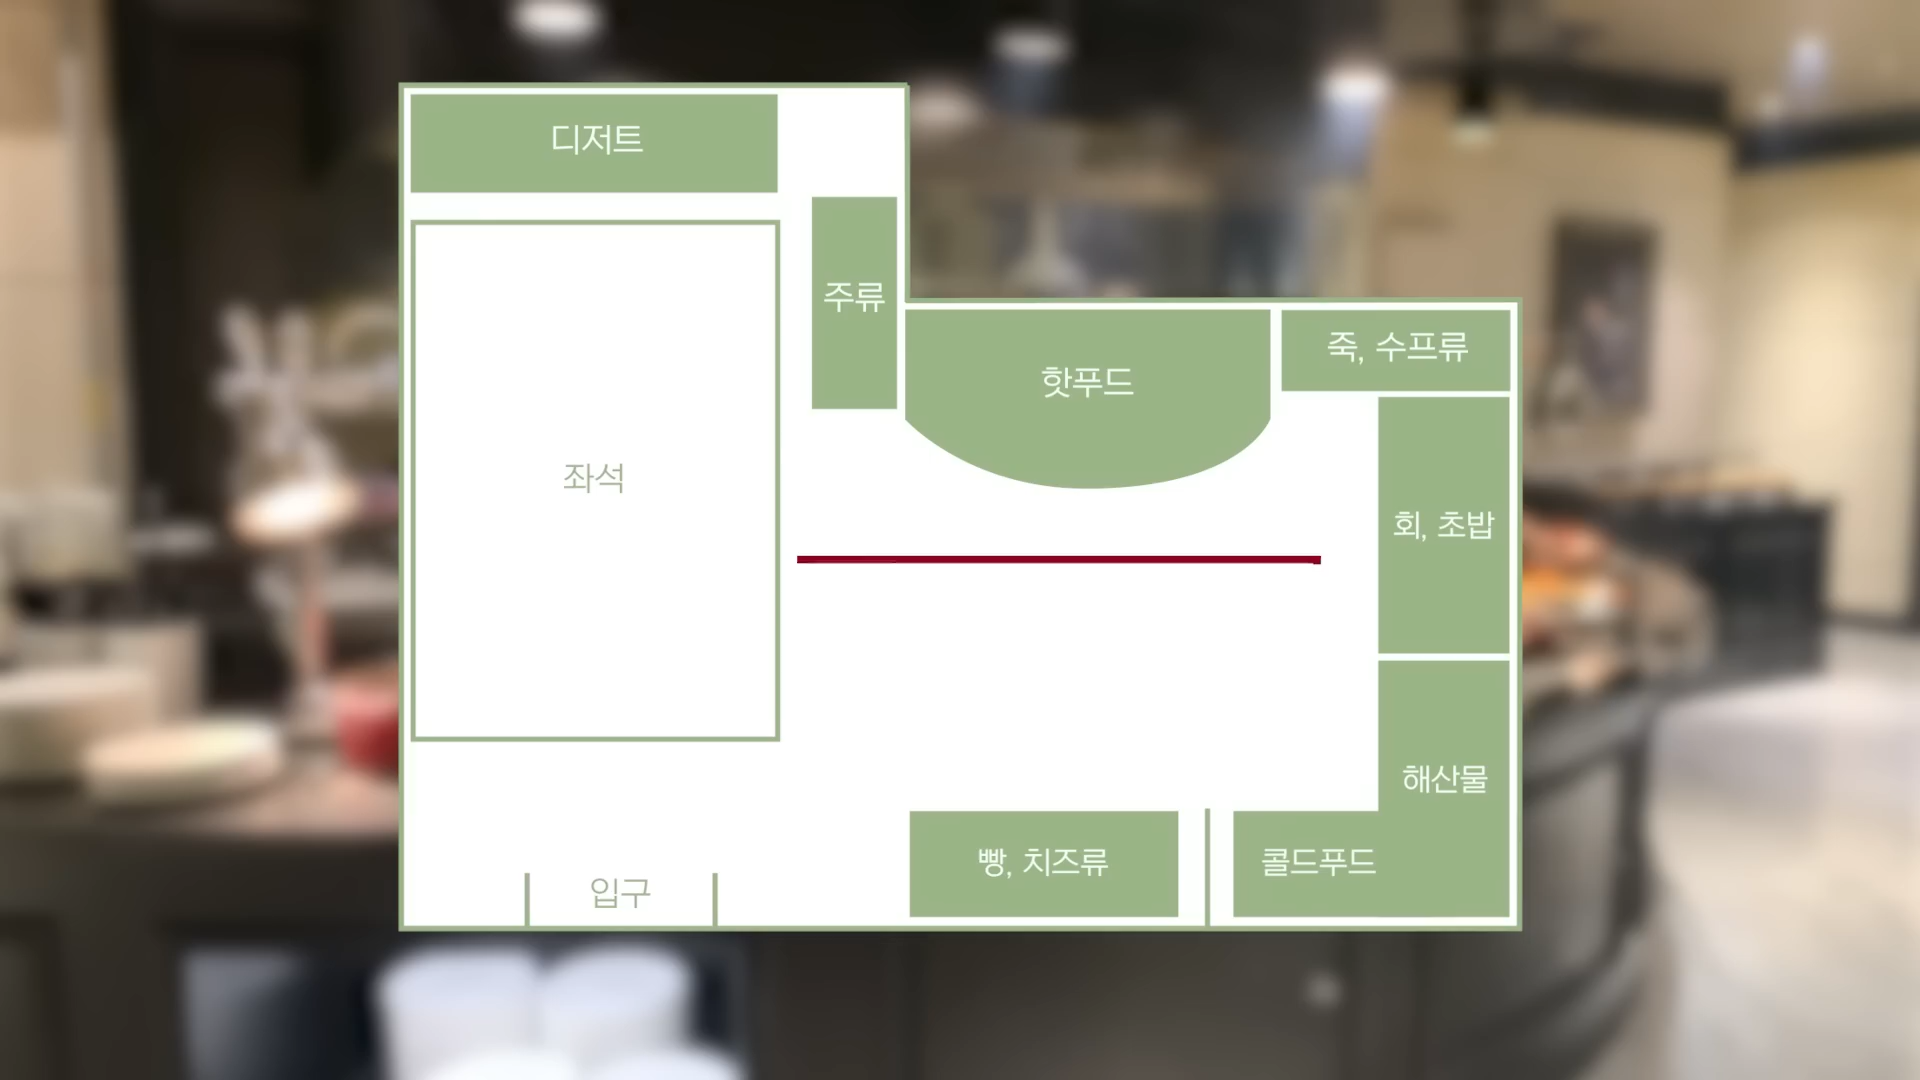 디저트
주류
핫푸드
죽, 수프류
좌석
회, 초밥
해산물
빵, 치즈류
콜드푸드
입구